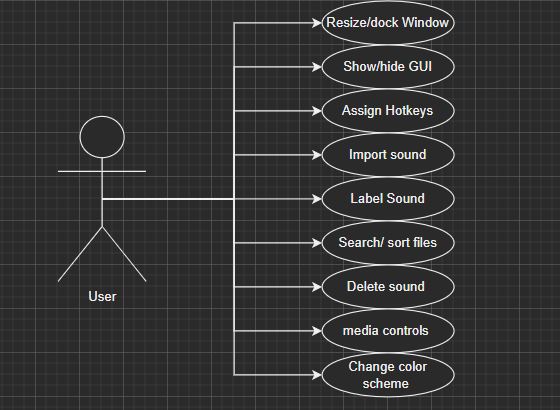 Resize/dock Window
Show/hide GUI
Assign Hotkeys
Import sound
Label Sound
Search/ sort files
Delete sound
media controls
Change color
scheme
User